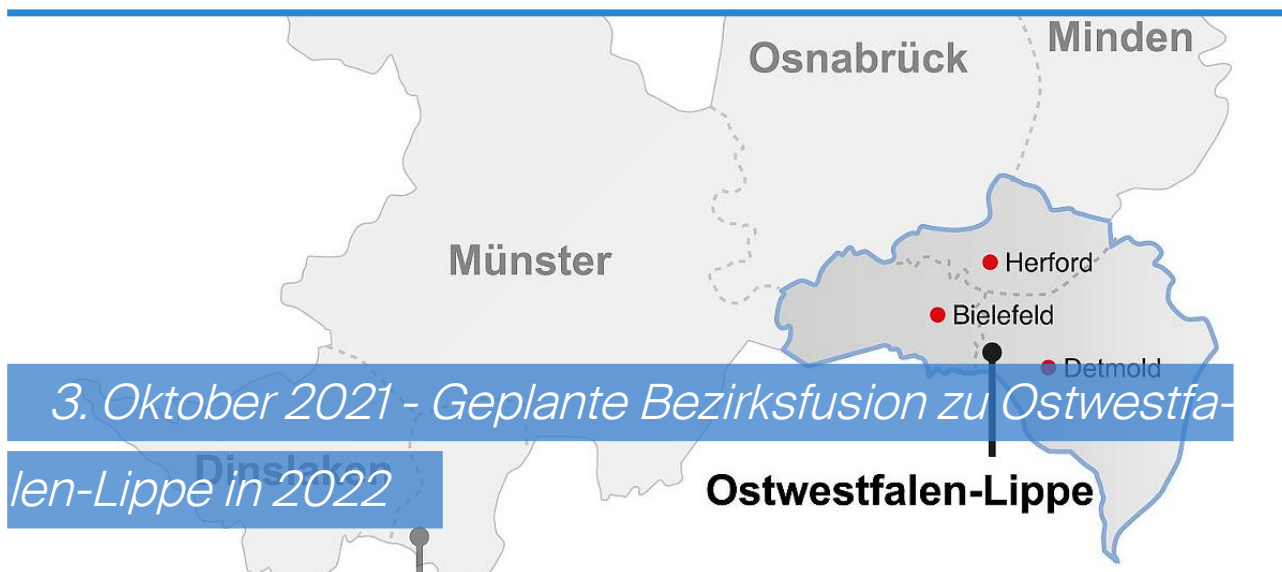 Minden
Osnabrück
Münster
Herford
Bielefeld
Detmold
3. Oktober 2021 - Geplante Bezirksfusion zu Ostwestfa-
len-Lippe in 2022
Dinslaken
Ostwestfalen-Lippe